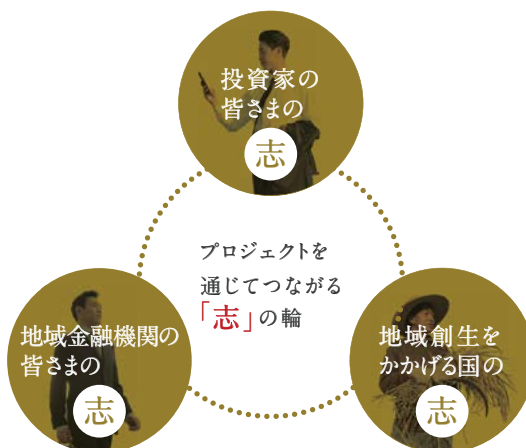 投資家の
皆さまの
志
プロジェクトを
通じてつながる
「志」の輪
地域金融機関の
皆さまの
志
地域創生を
かかげる国の
志